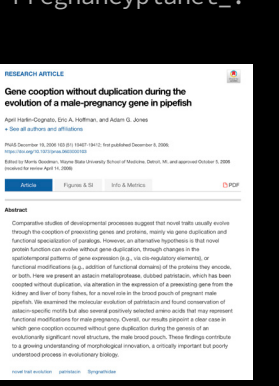 Pregnancyplanet_.
RESEARCH ARTICLE
Gene cooption without duplication during the
evolution of a male-pregnancy gene in pipefish
April Harlin-Cognato, Eric A. Hoffman, and Adam G. Jones
+ See all authors and affiliations
PNAS December 19, 2006 103 (51) 19407-19412; first published December 8, 2006;
Edited by Morris Goodman, Wayne State University School of Medicine, Detroit, MI, and approved October 5, 2006
(received for review April 14, 2006)
Article Figures & SI Info & Metrics PDF
Abstract
Comparative studies of developmental processes suggest that novel traits usually evolve
through the cooption of preexisting genes and proteins, mainly via gene duplication and
functional specialization of paralogs. However, an alternative hypothesis is that novel
protein function can evolve without gene duplication, through changes in the
spatiotemporal patterns of gene expression (e.g., via cis-regulatory elements), or
functional modifications (e.g., addition of functional domains) of the proteins they encode,
or both. Here we present an astacin metalloprotease, dubbed patristacin, which has been
coopted without duplication, via alteration in the expression of a preexisting gene from the
kidney and liver of bony fishes, for a novel role in the brood pouch of pregnant male
pipefish. We examined the molecular evolution of patristacin and found conservation of
astacin-specific motifs but also several positively selected amino acids that may represent
functional modifications for male pregnancy. Overall, our results pinpoint a clear case in
which gene cooption occurred without gene duplication during the genesis of an
evolutionarily significant novel structure, the male brood pouch. These findings contribute
to a growing understanding of morphological innovation, a critically important but poorly
understood process in evolutionary biology.
novel trait evolution patristacin Syngnathidae